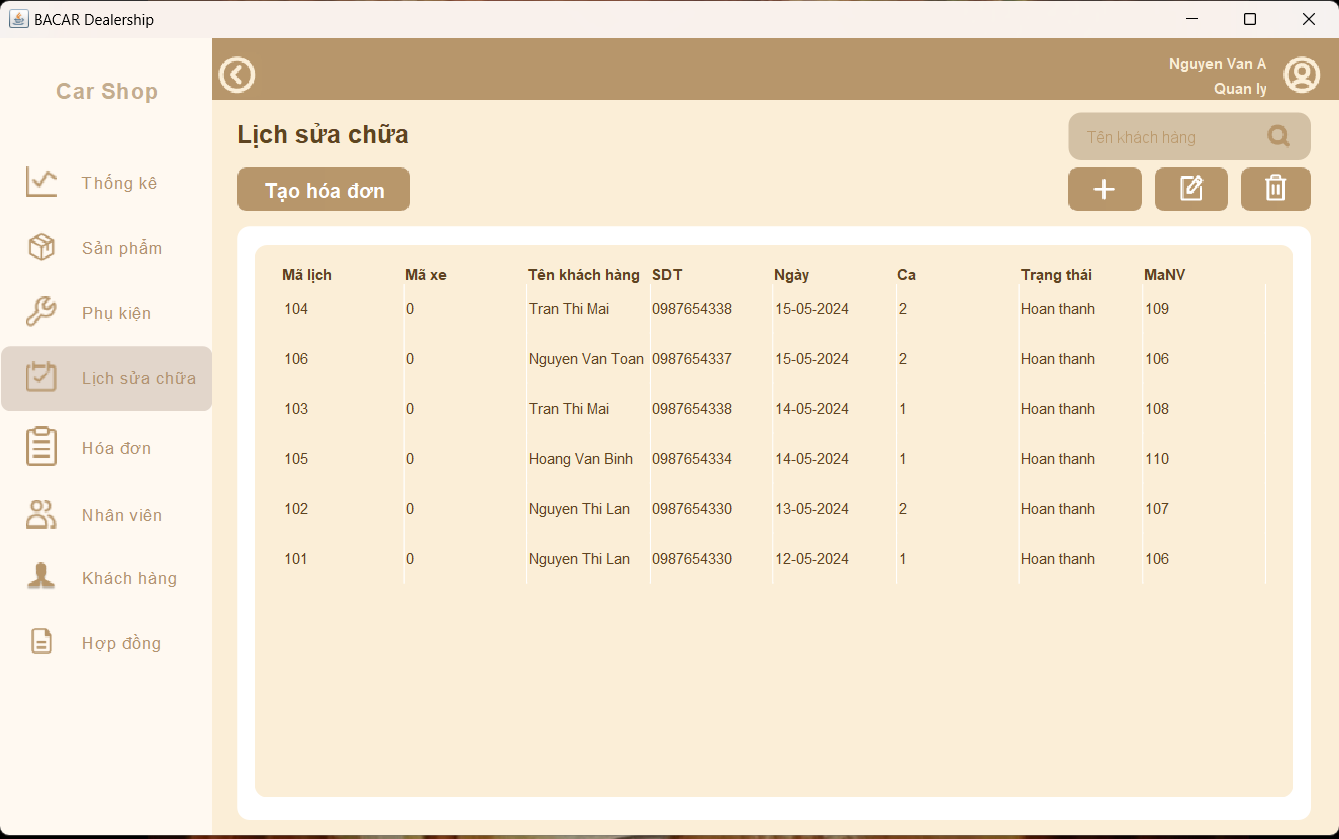 BACAR Dealership
Car Shop
Nguyen Van A
Quan ly
Thống kê
Sản phẩm
Phụ kiện
Lịch sửa chữa
Hóa đơn
Nhân viên
Khách hàng
Hợp đồng
Lịch sửa chữa
Tên khách hàng
Tạo hóa đơn
Mã lịch Mã xe Tên khách hàng SDT Ngày Ca Trạng thái MaNV
104 0 Tran Thi Mai 0987654338 15-05-2024 2 Hoan thanh 109
106 0 Nguyen Van Toan 0987654337 15-05-2024 2 Hoan thanh 106
103 0 Tran Thi Mai 0987654338 14-05-2024 1 Hoan thanh 108
105 0 Hoang Van Binh 0987654334 14-05-2024 1 Hoan thanh 110
102 0 Nguyen Thi Lan 0987654330 13-05-2024 2 Hoan thanh 107
101 0 Nguyen Thi Lan 0987654330 12-05-2024 1 Hoan thanh 106